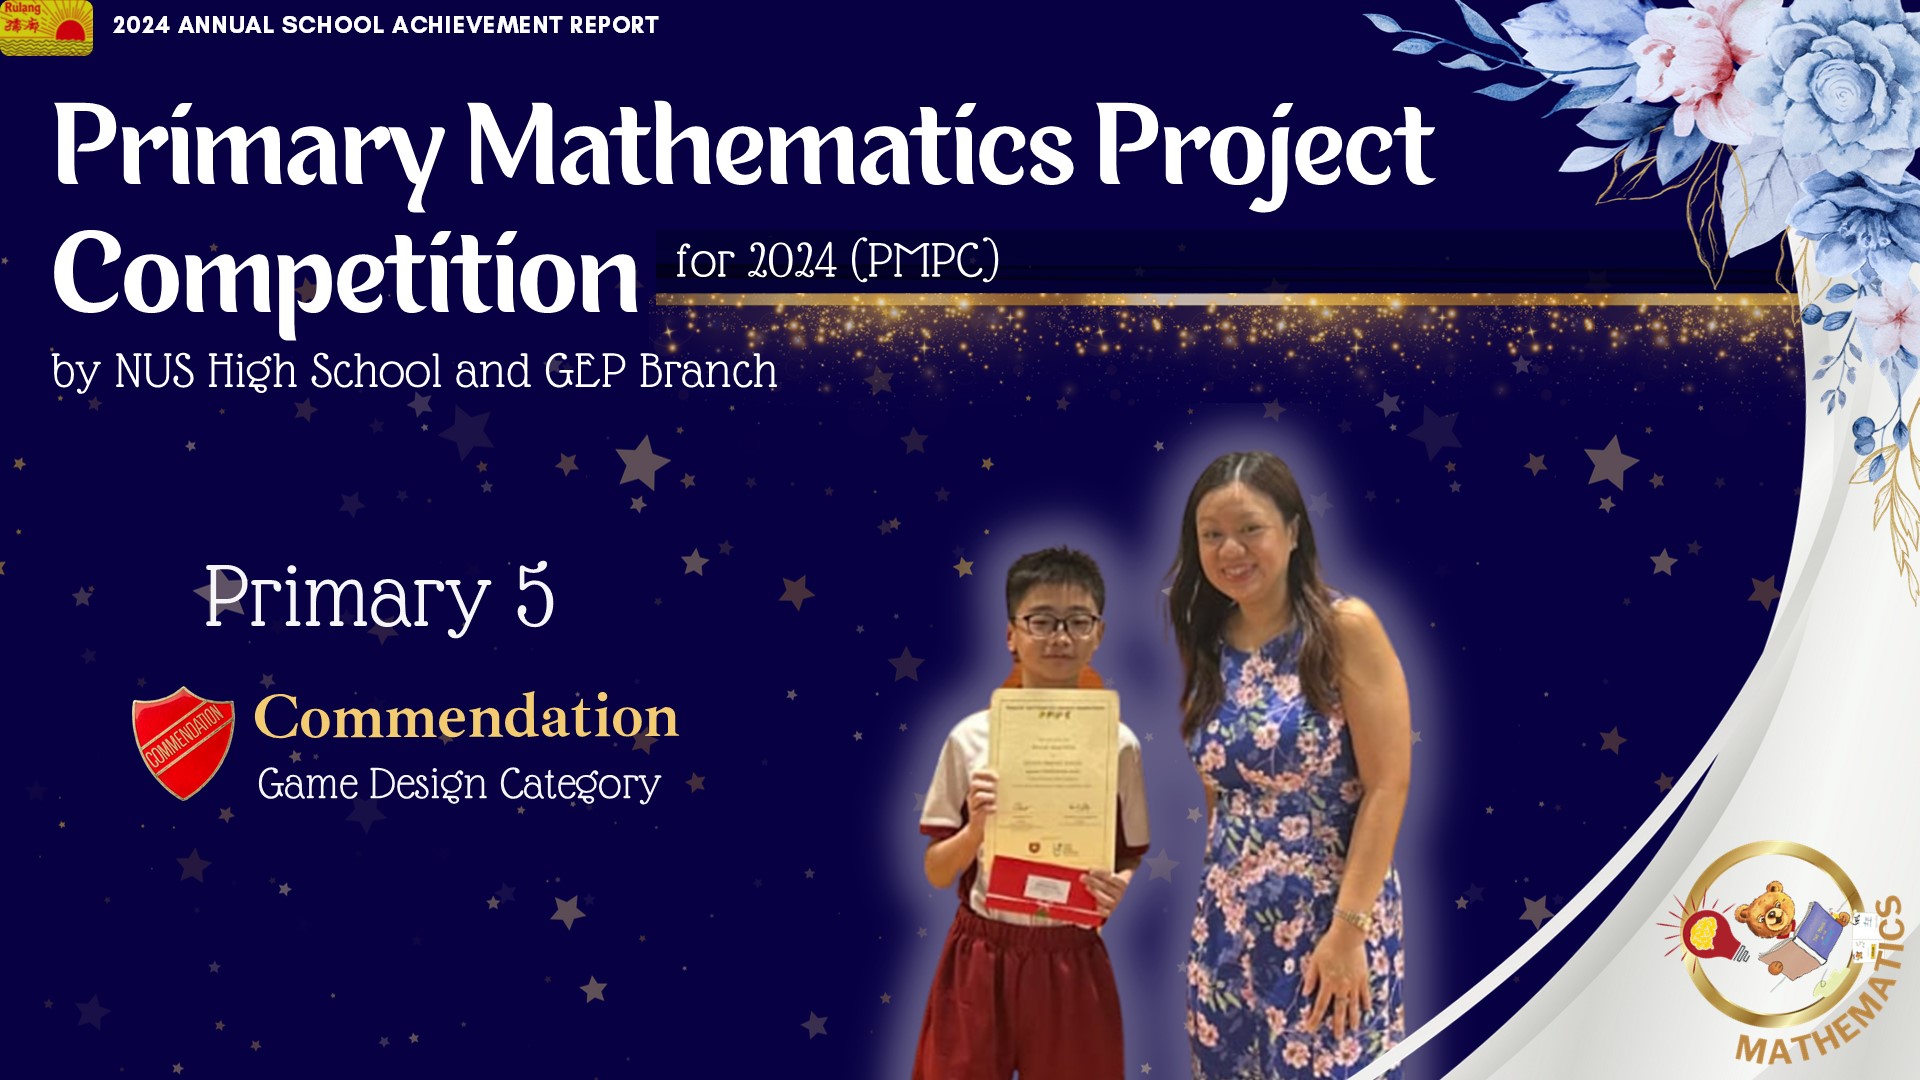 Rulang
2024 ANNUAL SCHOOL ACHIEVEMENT REPORT
Primary Mathematics Project
Competition for 2024 (PMPC)
by NUS High School and GEP Branch
Primary 5
COMMENDATION
Commendation
Game Design Category
MATHEMATICS